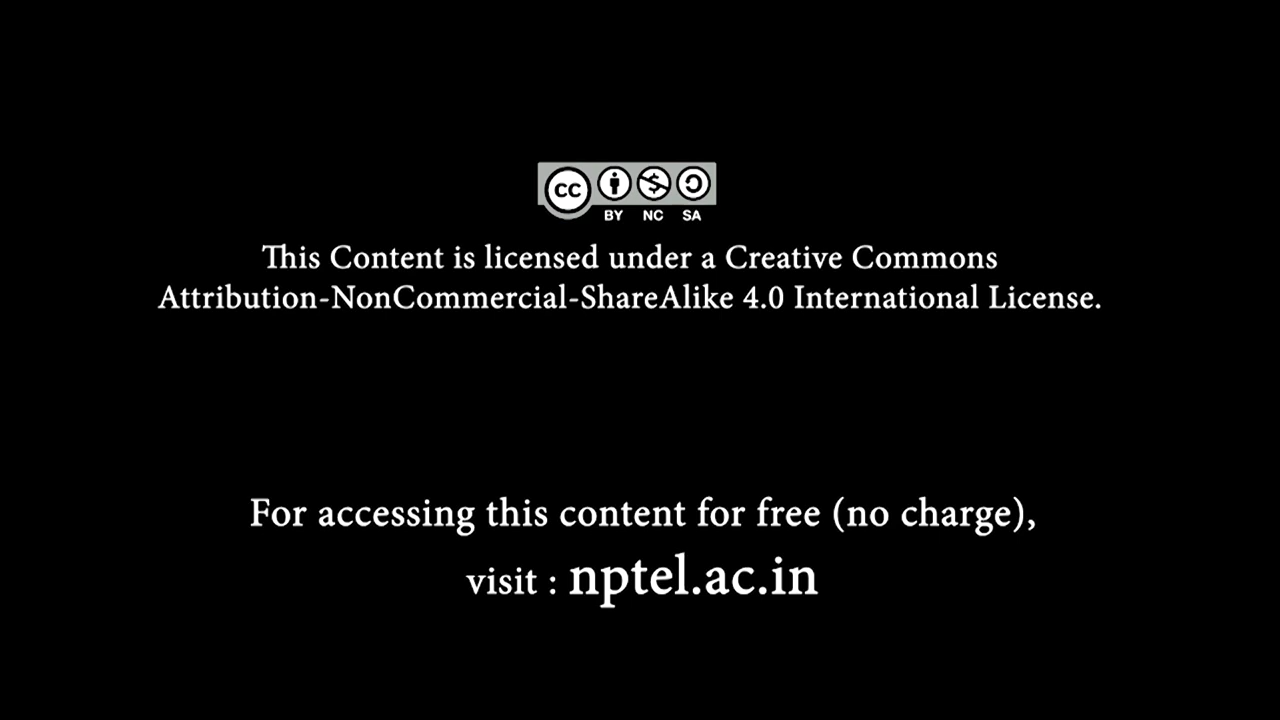 CC BY NC SA
This Content is licensed under a Creative Commons
Attribution-NonCommercial-ShareAlike 4.0 International License.
For accessing this content for free (no charge),
visit : nptel.ac.in